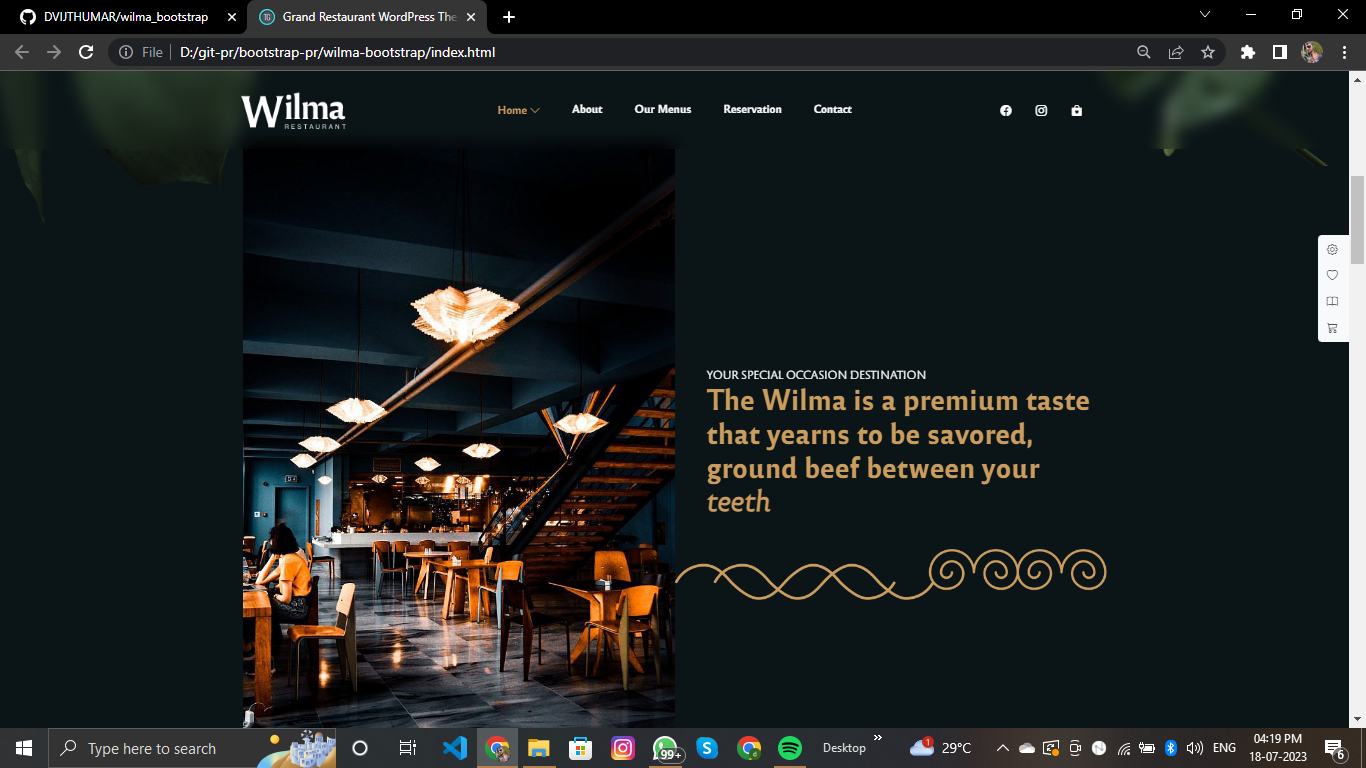 DVIJTHUMAR/wilma_bootstrap
Grand Restaurant WordPress The
File
D:/git-pr/bootstrap-pr/wilma-bootstrap/index.html
Wilma
RESTAURANT
Home
About
Our Menus
Reservation
Contact
YOUR SPECIAL OCCASION DESTINATION
The Wilma is a premium taste
that yearns to be savored,
ground beef between your
teeth
Type here to search
99+
Desktop
1
29°C
ENG
04:19 PM
18-07-2023
6